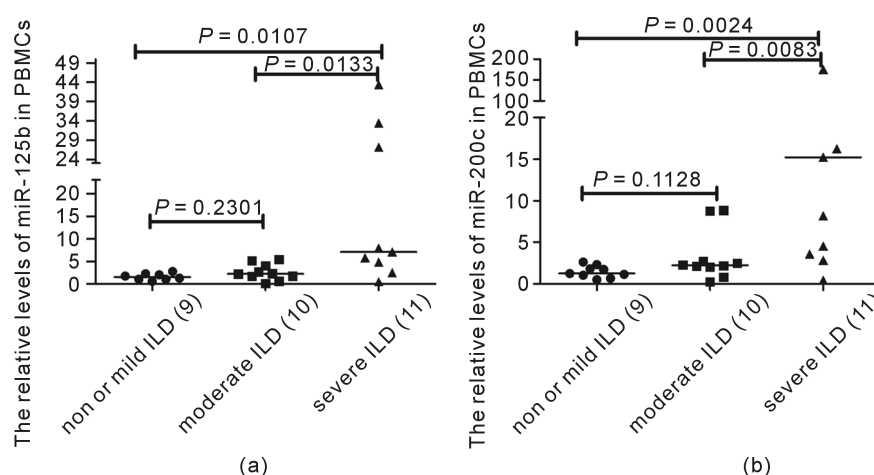 The relative levels of miR-125b in PBMCs
P = 0.0107
P = 0.0133
P = 0.2301
49
44
39
34
29
24
20
15
10
5
0
non or mild ILD (9)
moderate ILD (10)
severe ILD (11)
(a)
The relative levels of miR-200c in PBMCs
P = 0.0024
P = 0.0083
P = 0.1128
200
150
100
20
15
10
5
0
non or mild ILD (9)
moderate ILD (10)
severe ILD (11)
(b)